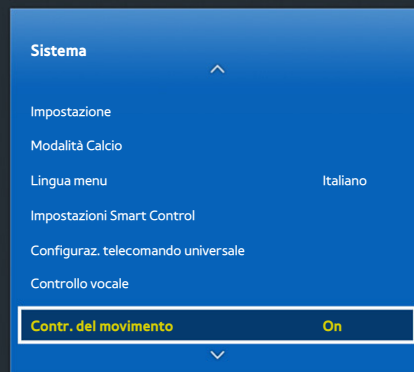 Sistema
Impostazione
Modalità Calcio
Lingua menu Italiano
Impostazioni Smart Control
Configuraz. telecomando universale
Controllo vocale
Contr. del movimento On